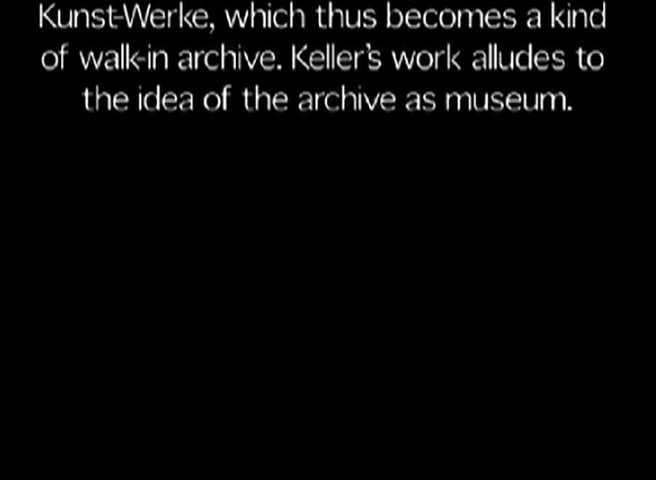 Kunst-Werke, which thus becomes a kind
of walk-in archive. Keller's work alludes to
the idea of the archive as museum.